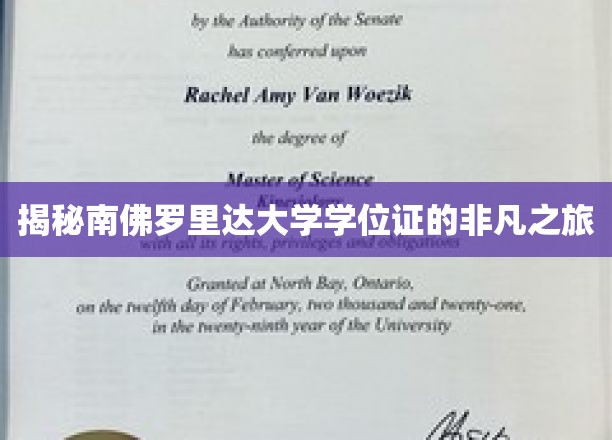 by the Authority of the Senate
has conferred upon
Rachel Amy Van Woezik
the degree of
Master of Science
Kinesiology
揭秘南佛罗里达大学学位证的非凡之旅
with all its rights, privileges and obligations
Granted at North Bay, Ontario,
on the twelfth day of February, two thousand and twenty-one,
in the twenty-ninth year of the University